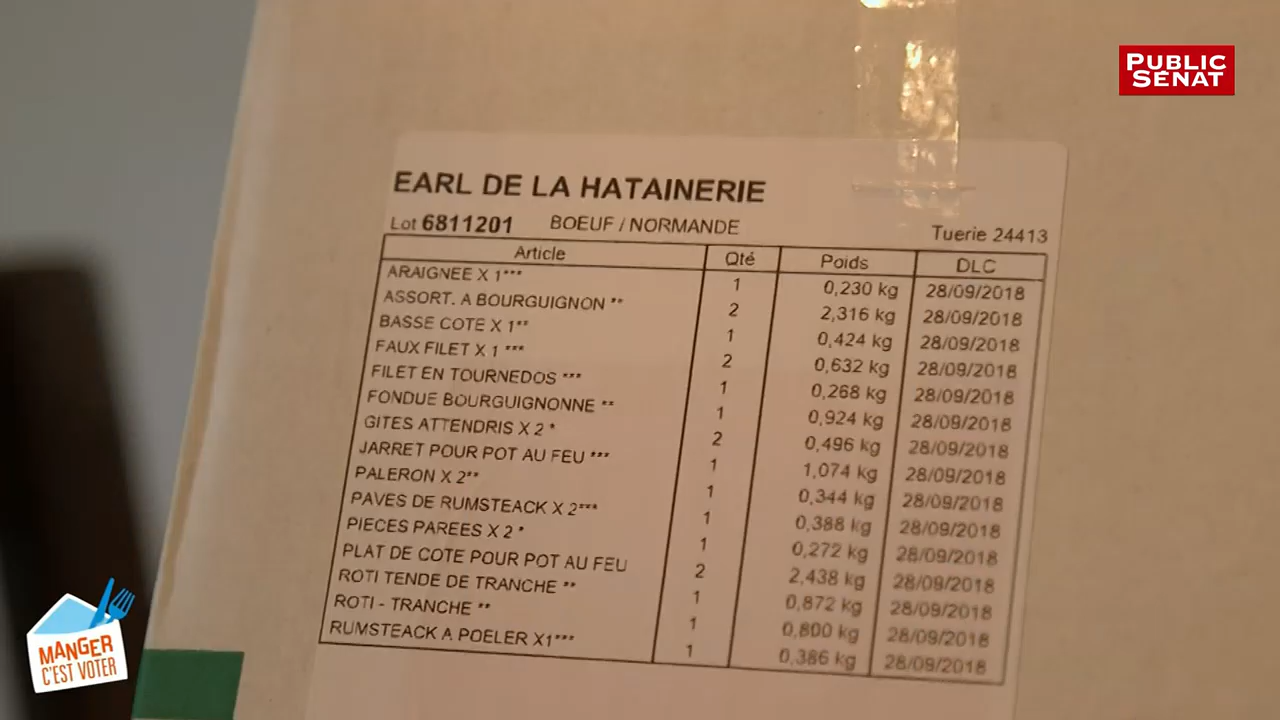 PUBLIC
SÉNAT
EARL DE LA HATAINERIE
Lot 6811201 BOEUF / NORMANDE Tuerie 24413
Article Qté Poids DLC
ARAIGNEE X 1*** 1 0,230 kg 28/09/2018
ASSORT. A BOURGUIGNON ** 2 2,316 kg 28/09/2018
BASSE COTE X 1** 1 0,424 kg 28/09/2018
FAUX FILET X 1 *** 2 0,632 kg 28/09/2018
FILET EN TOURNEDOS *** 1 0,268 kg 28/09/2018
FONDUE BOURGUIGNONNE ** 1 0,924 kg 28/09/2018
GITES ATTENDRIS X 2 * 2 0,496 kg 28/09/2018
JARRET POUR POT AU FEU *** 1 1,074 kg 28/09/2018
PALERON X 2** 1 0,344 kg 28/09/2018
PAVES DE RUMSTEACK X 2*** 1 0,388 kg 28/09/2018
PIECES PAREES X 2 * 1 0,272 kg 28/09/2018
PLAT DE COTE POUR POT AU FEU 2 2,438 kg 28/09/2018
ROTI TENDE DE TRANCHE ** 1 0,872 kg 28/09/2018
ROTI - TRANCHE ** 1 0,800 kg 28/09/2018
RUMSTEACK A POELER X1*** 1 0,386 kg 28/09/2018
MANGER
C'EST VOTER